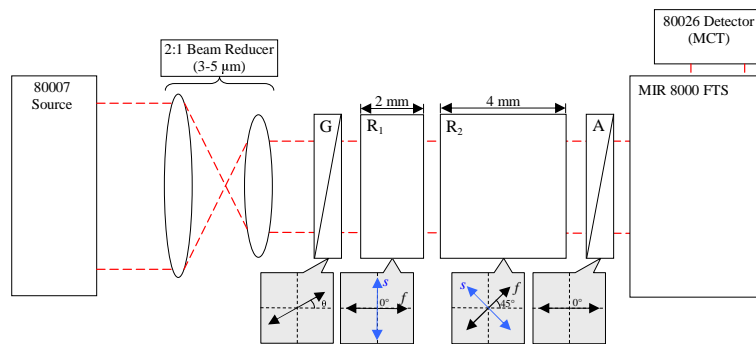 80007
Source
2:1 Beam Reducer
(3-5 µm)
G
2 mm
R1
4 mm
R2
A
80026 Detector
(MCT)
MIR 8000 FTS
θ
s
0°
f
s
f
45°
0°